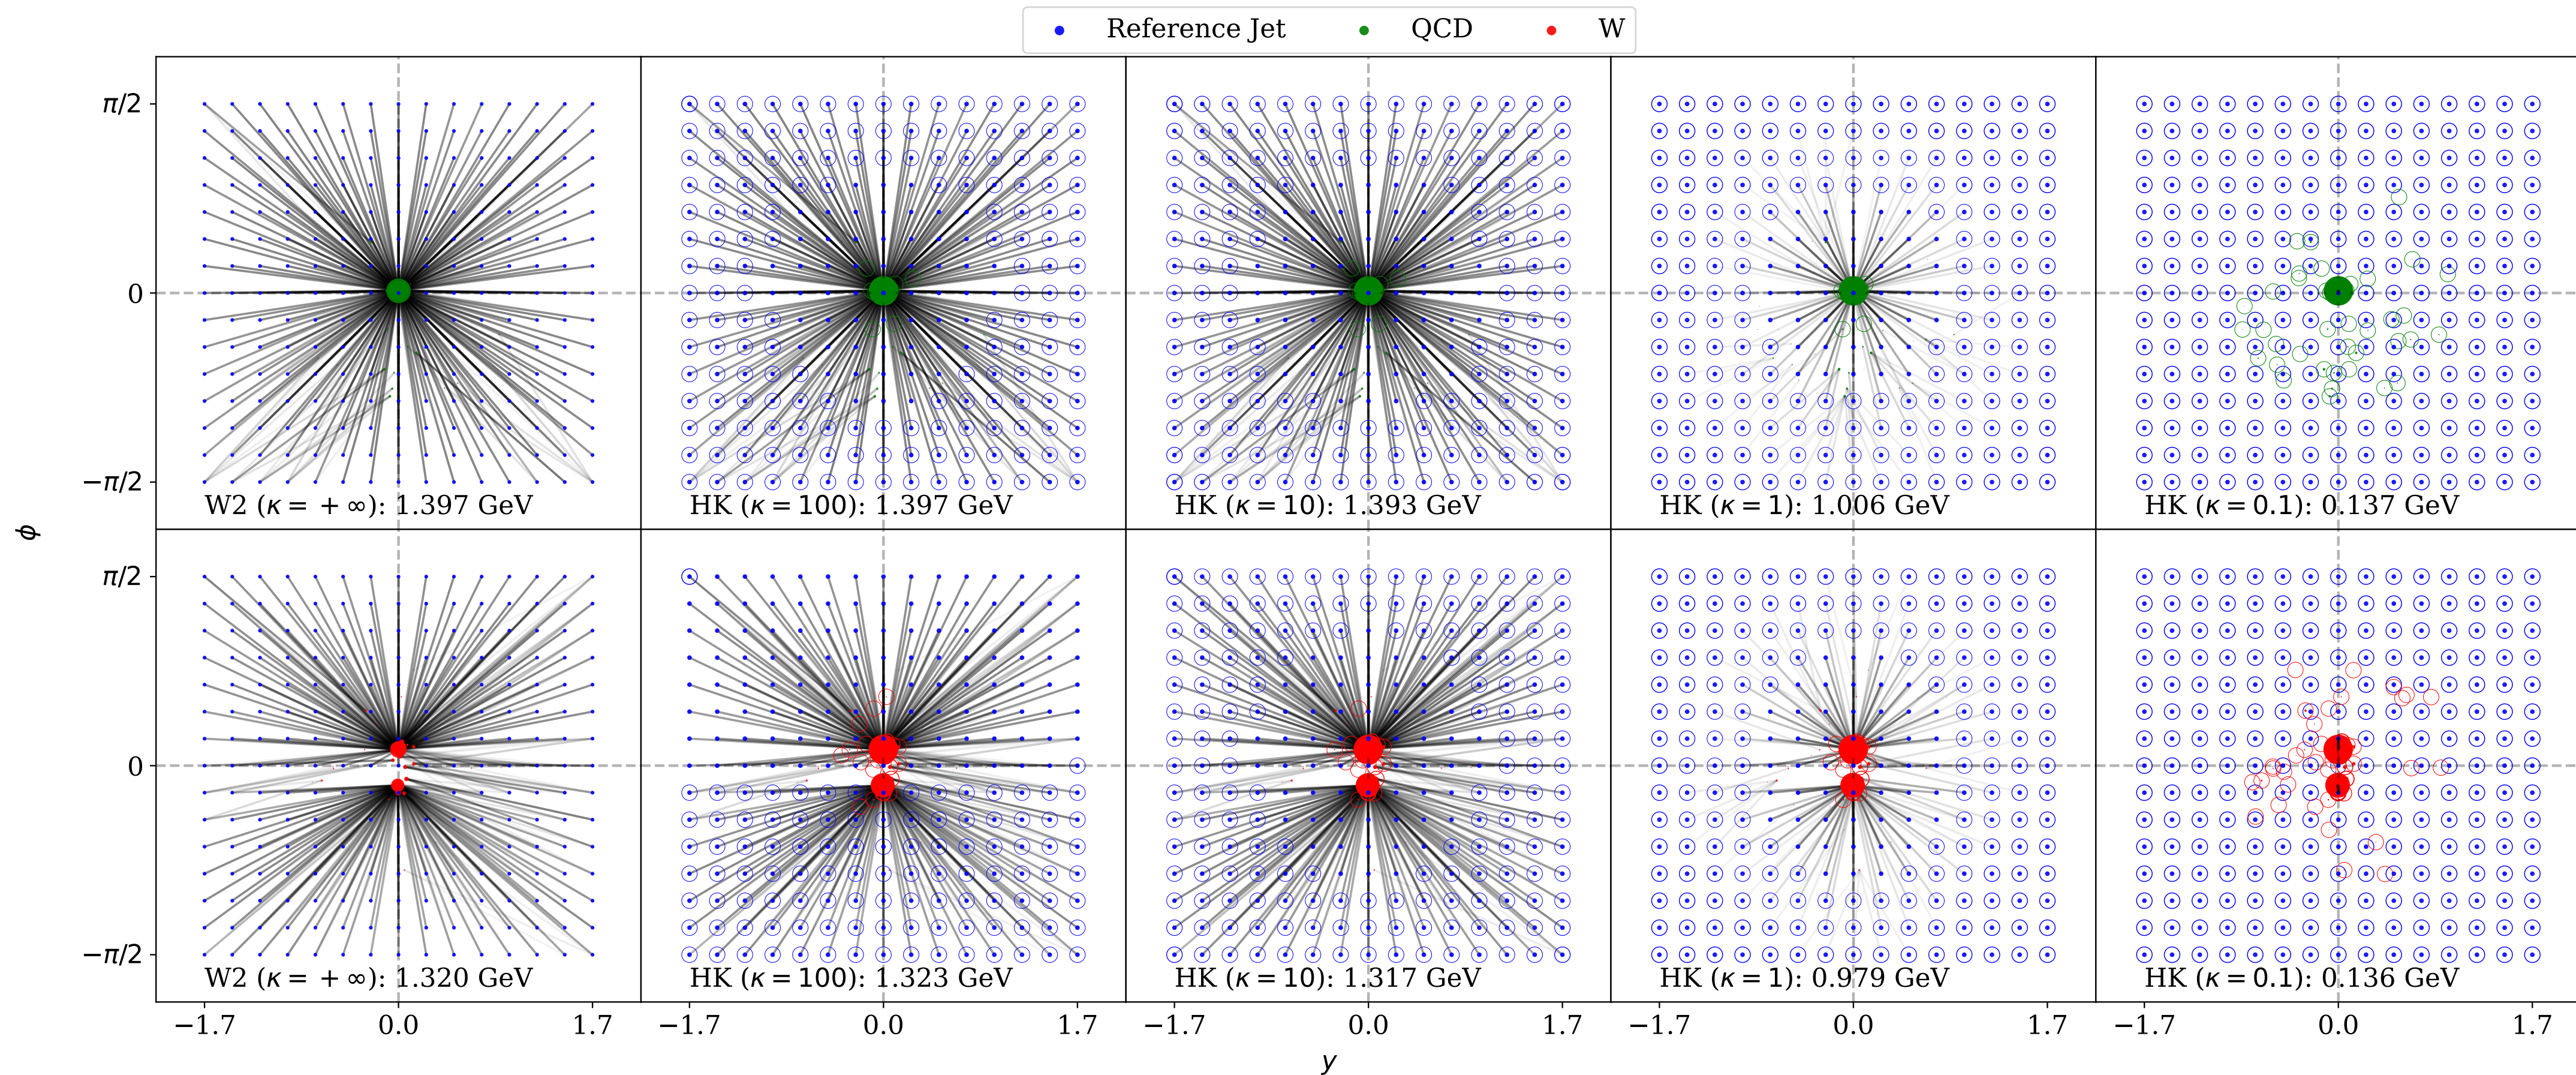 Reference Jet QCD W
π/2
0
−π/2
W2 (κ = +∞): 1.397 GeV
HK (κ = 100): 1.397 GeV
HK (κ = 10): 1.393 GeV
HK (κ = 1): 1.006 GeV
HK (κ = 0.1): 0.137 GeV
ϕ
π/2
0
−π/2
W2 (κ = +∞): 1.320 GeV
HK (κ = 100): 1.323 GeV
HK (κ = 10): 1.317 GeV
HK (κ = 1): 0.979 GeV
HK (κ = 0.1): 0.136 GeV
−1.7 0.0 1.7 −1.7 0.0 1.7 −1.7 0.0 1.7 −1.7 0.0 1.7 −1.7 0.0 1.7
y